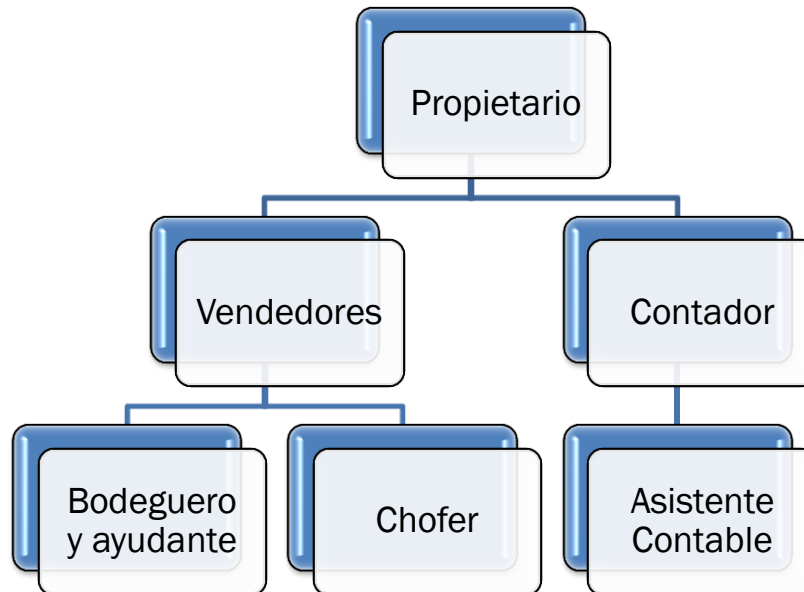 Propietario
Vendedores
Contador
Bodeguero
y ayudante
Chofer
Asistente
Contable